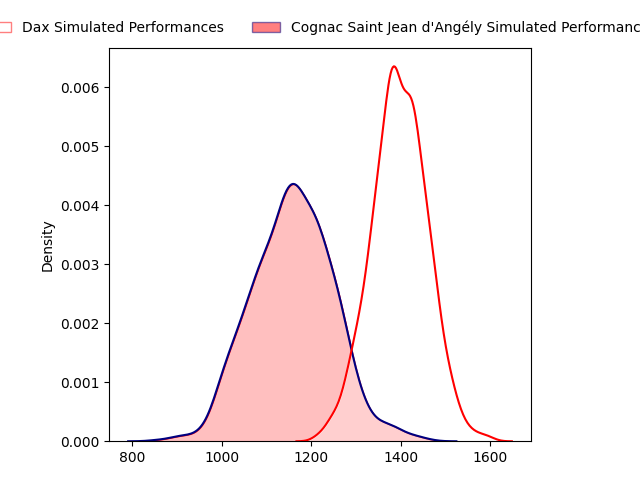 Dax Simulated Performances
Cognac Saint Jean d'Angély Simulated Performanc
0.006
0.005
0.004
0.003
0.002
0.001
0.000
Density
800 1000 1200 1400 1600